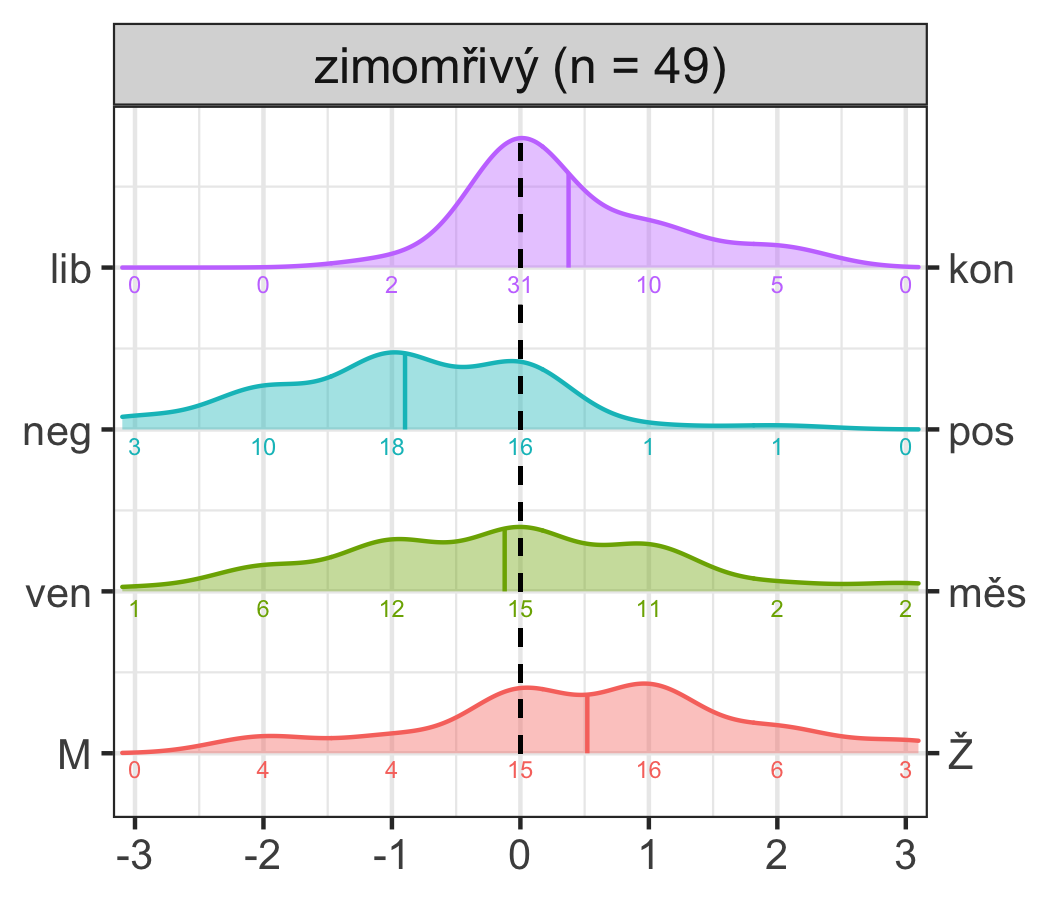 zimomřivý (n = 49)
lib kon
0 0 2 31 10 5 0
neg pos
3 10 18 16 1 1 0
ven měs
1 6 12 15 11 2 2
M Ž
0 4 4 15 16 6 3
-3 -2 -1 0 1 2 3